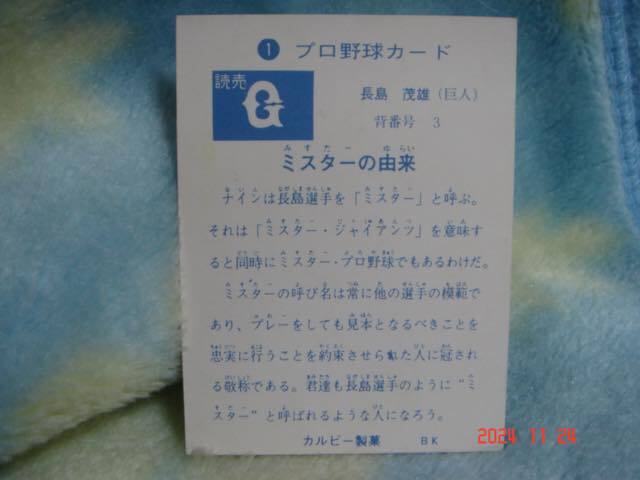 1 プロ野球カード
読売
G
長島 茂雄（巨人）
背番号 3
みすたー ゆらい
ミスターの由来
ナインは長島選手を「ミスター」と呼ぶ。
それは「ミスター・ジャイアンツ」を意味す
ると同時にミスター・プロ野球でもあるわけだ。
ミスターの呼び名は常に他の選手の模範で
あり、プレーをしても見本となるべきことを
忠実に行うことを約束させられた人に冠され
る敬称である。君達も長島選手のように“ミ
スター”と呼ばれるような人になろう。
カルビー製菓 BK
2024 11 24